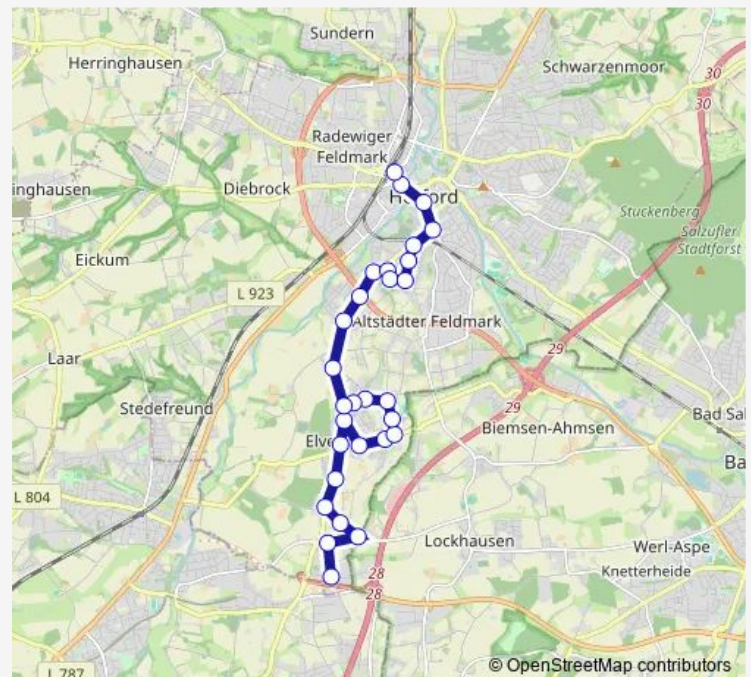 Sundern
Herringhausen
Schwarzenmoor
30
30
Radewiger
Feldmark
inghausen
Diebrock
Stuckenberg
Salzufler
Stadtforst
Eickum
L 923
Altstädter Feldmark
29
Laar
Stedefreund
29
Bad Sal
Biemsen-Ahmsen
Ba
L 804
Lockhausen
Werl-Aspe
Knetterheide
28
28
L 787
© OpenStreetMap contributors